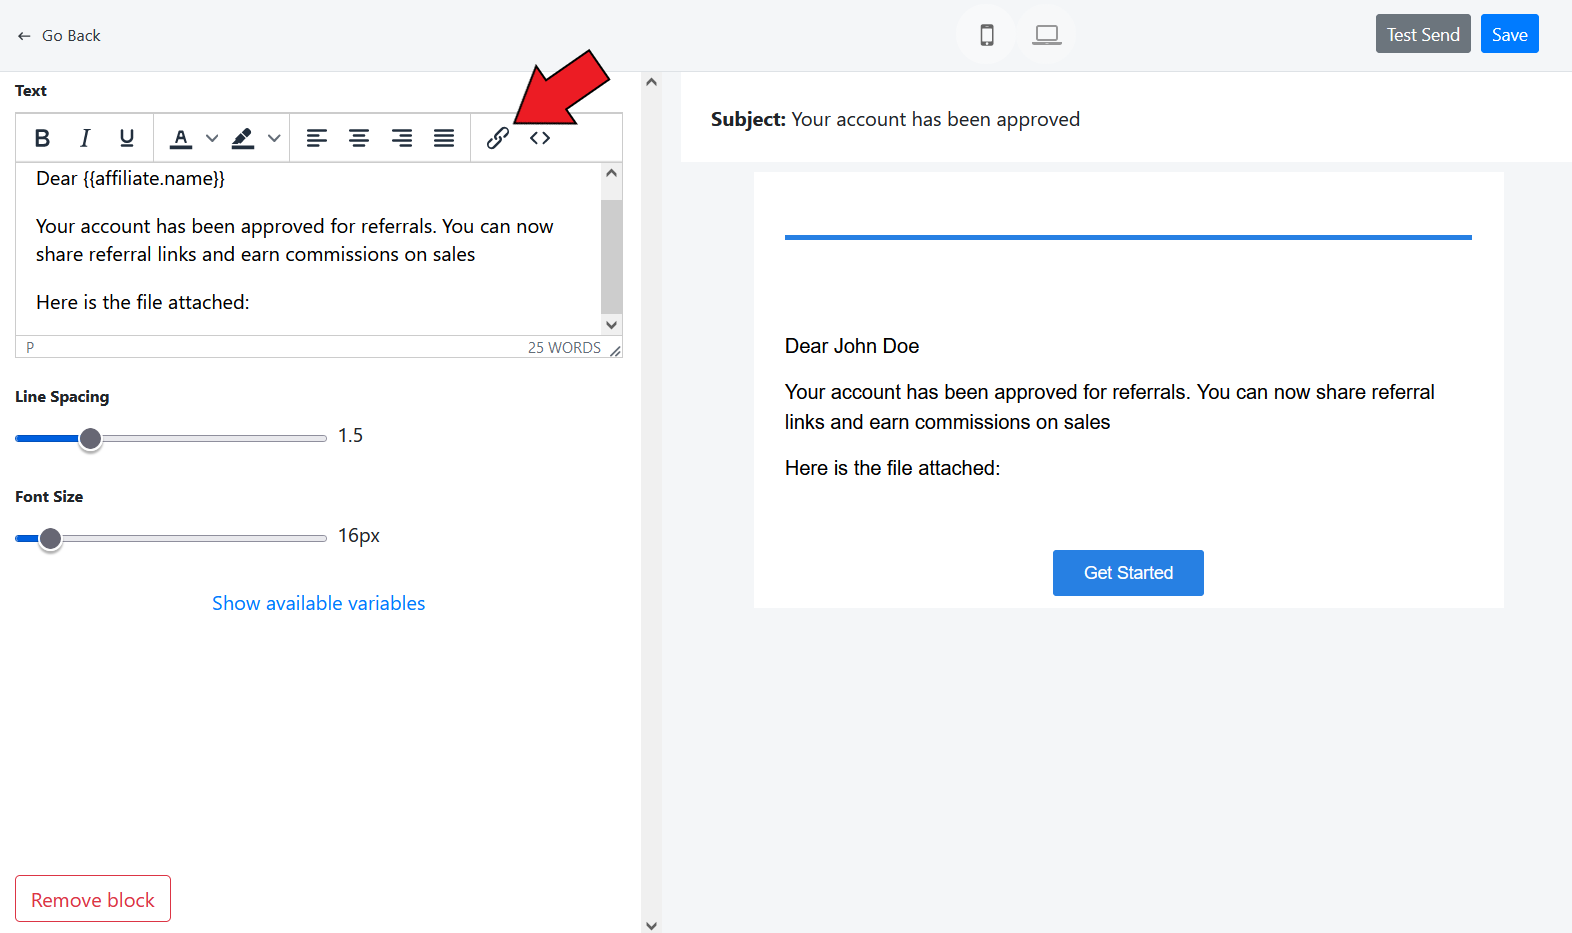 Go Back
Test Send
Save
Text
B I U A
Dear {{affiliate.name}}
Your account has been approved for referrals. You can now
share referral links and earn commissions on sales
Here is the file attached:
P
25 WORDS
Line Spacing
1.5
Font Size
16px
Show available variables
Remove block
Subject: Your account has been approved
Dear John Doe
Your account has been approved for referrals. You can now share referral
links and earn commissions on sales
Here is the file attached:
Get Started